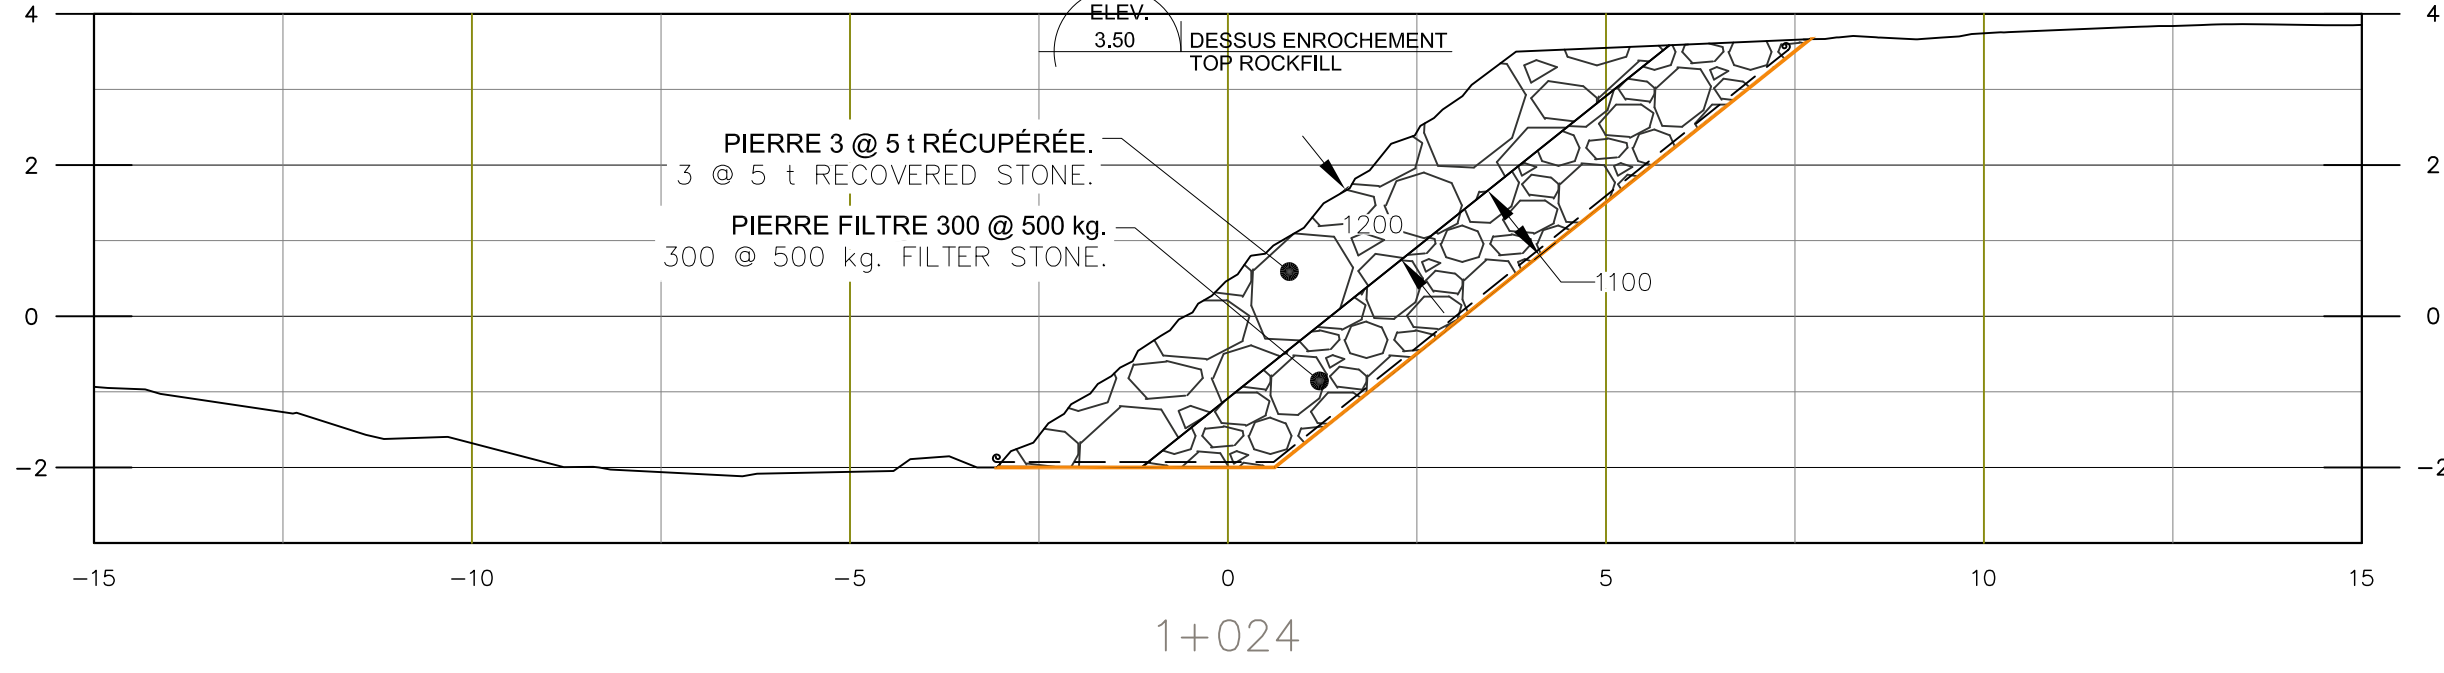 4
ELEV.
4
3.50
DESSUS ENROCHEMENT
TOP ROCKFILL
PIERRE 3 @ 5 t RÉCUPÉRÉE.
3 @ 5 t RECOVERED STONE.
2
2
PIERRE FILTRE 300 @ 500 kg.
300 @ 500 kg. FILTER STONE.
1200
1100
0
0
-2
-2
-15
-10
-5
0
5
10
15
1+024